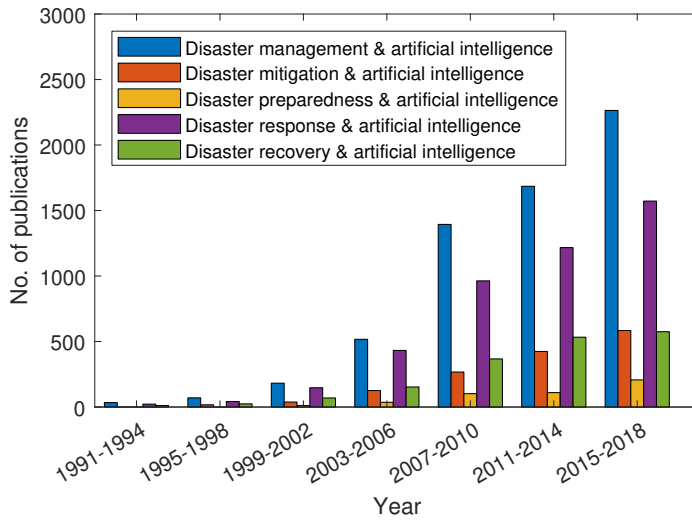 3000
2500
2000
1500
1000
500
0
No. of publications
Disaster management & artificial intelligence
Disaster mitigation & artificial intelligence
Disaster preparedness & artificial intelligence
Disaster response & artificial intelligence
Disaster recovery & artificial intelligence
1991-1994
1995-1998
1999-2002
2003-2006
2007-2010
2011-2014
2015-2018
Year